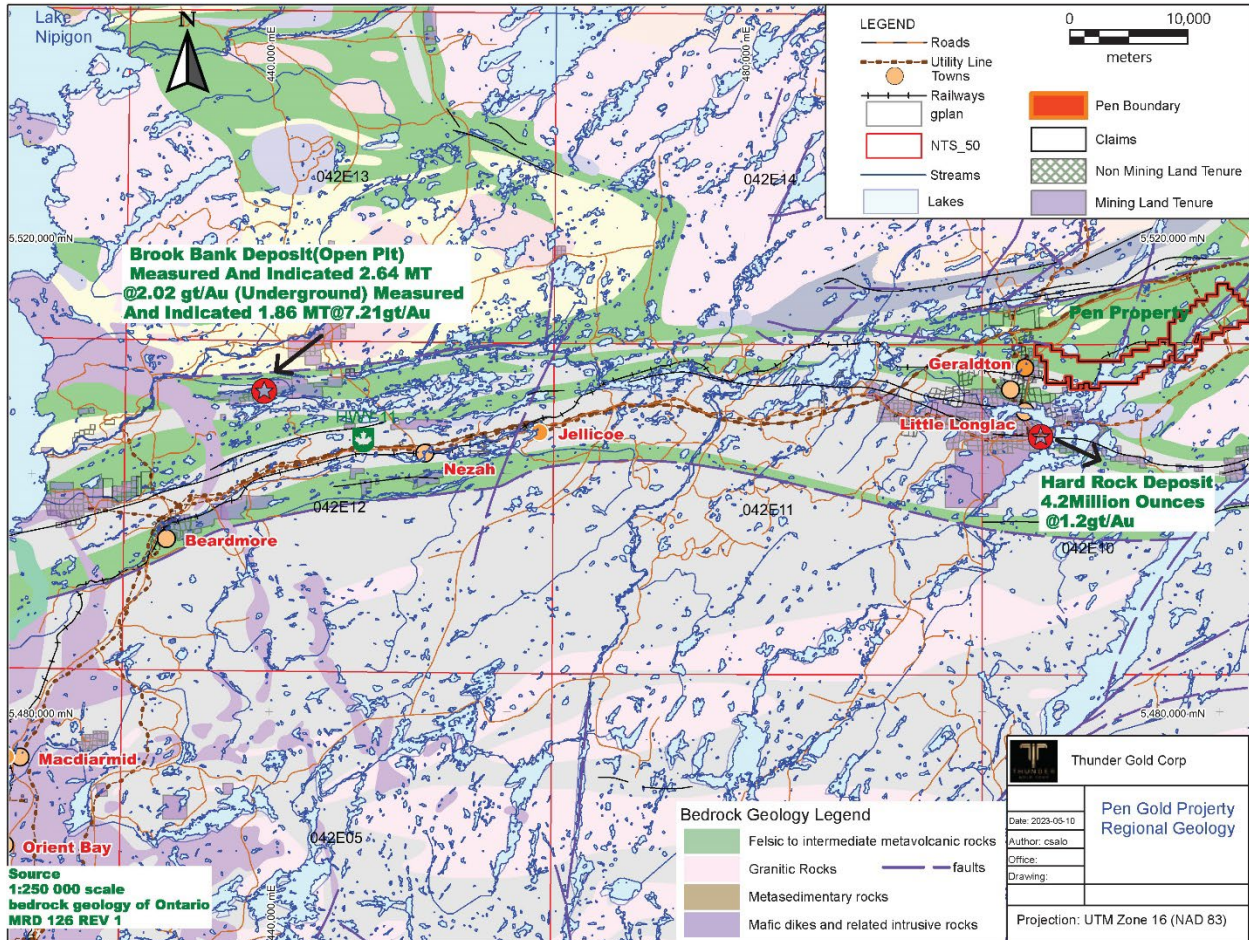 Lake
Nipigon
N
440,000 mE
480,000 mE
LEGEND
Roads
Utility Line
Towns
Railways
gplan
NTS_50
Streams
Lakes
0 10,000
meters
Pen Boundary
Claims
Non Mining Land Tenure
Mining Land Tenure
042E13
042E14
5,520,000 mN
5,520,000 mN
Brook Bank Deposit(Open Pit)
Measured And Indicated 2.64 MT
@2.02 gt/Au (Underground) Measured
And Indicated 1.86 MT@7.21gt/Au
Pen Property
Geraldton
HWY 11
Jellicoe
Little Longlac
Nezah
Hard Rock Deposit
4.2Million Ounces
@1.2gt/Au
042E12
042E11
042E10
Beardmore
5,480,000 mN
5,480,000 mN
Macdiarmid
042E05
Orient Bay
Source
1:250 000 scale
bedrock geology of Ontario
MRD 126 REV 1
440,000 mE
Bedrock Geology Legend
Felsic to intermediate metavolcanic rocks
Granitic Rocks
faults
Metasedimentary rocks
Mafic dikes and related intrusive rocks
THUNDER
GOLD CORP
Thunder Gold Corp
Pen Gold Projerty
Regional Geology
Date: 2023-05-10
Author: csalo
Office:
Drawing:
Projection: UTM Zone 16 (NAD 83)